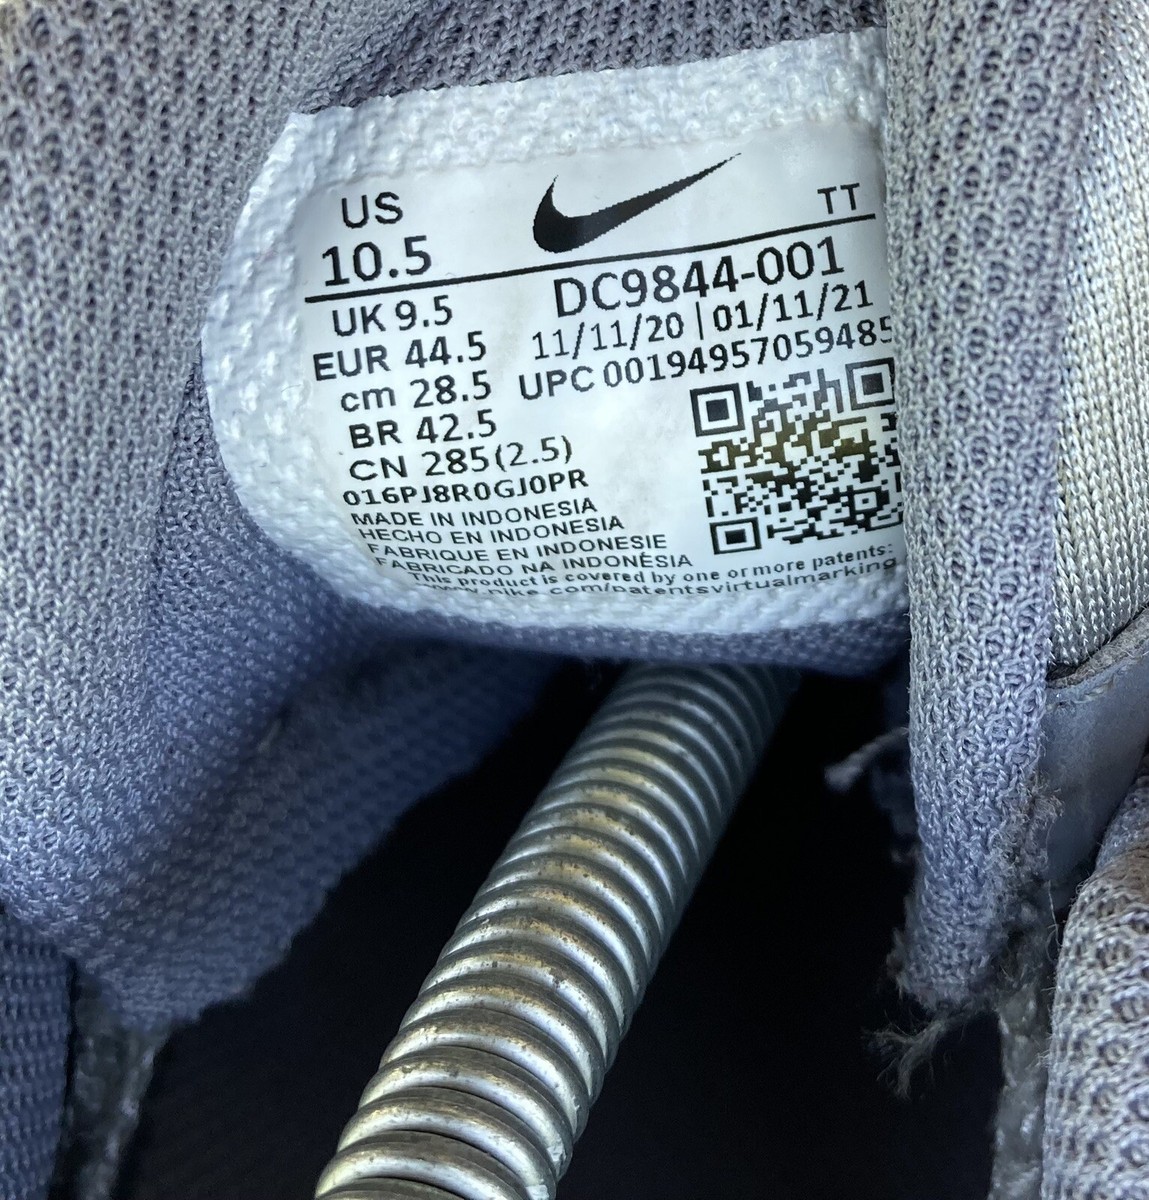 US
10.5
TT
UK 9.5
EUR 44.5
cm 28.5
BR 42.5
CN 285(2.5)
DC9844-001
11/11/20 | 01/11/21
UPC 00194957059485
016PJ8R0GJ0PR
MADE IN INDONESIA
HECHO EN INDONESIA
FABRIQUE EN INDONESIE
FABRICADO NA INDONÉSIA
This product is covered by one or more patents:
www.nike.com/patentsvirtualmarking